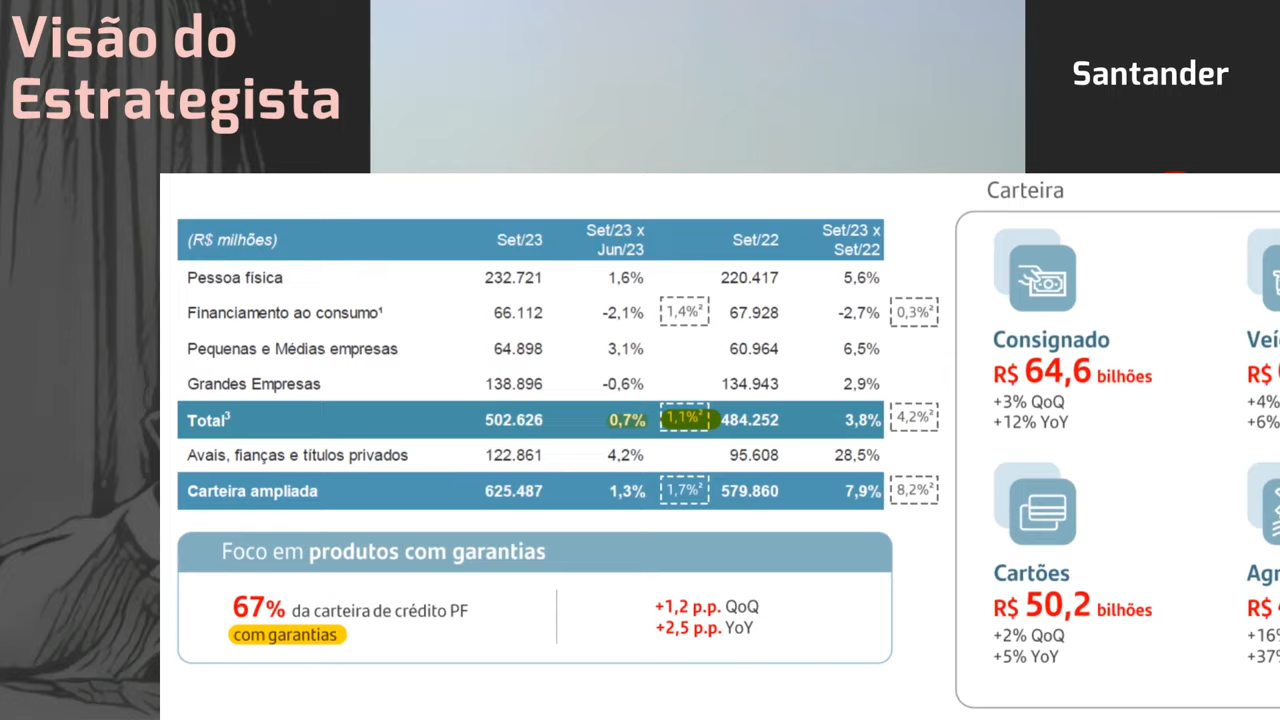 Visão do
Estrategista
Santander
(R$ milhões) Set/23 Set/23 x Jun/23 Set/22 Set/23 x Set/22
Pessoa física 232.721 1,6% 220.417 5,6%
Financiamento ao consumo¹ 66.112 -2,1% 1,4%² 67.928 -2,7% 0,3%²
Pequenas e Médias empresas 64.898 3,1% 60.964 6,5%
Grandes Empresas 138.896 -0,6% 134.943 2,9%
Total³ 502.626 0,7% 1,1%² 484.252 3,8% 4,2%²
Avais, fianças e títulos privados 122.861 4,2% 95.608 28,5%
Carteira ampliada 625.487 1,3% 1,7%² 579.860 7,9% 8,2%²
Foco em produtos com garantias
67% da carteira de crédito PF
com garantias
+1,2 p.p. QoQ
+2,5 p.p. YoY
Carteira
Consignado
R$ 64,6 bilhões
+3% QoQ
+12% YoY
Veí
R$
+4%
+6%
Cartões
R$ 50,2 bilhões
+2% QoQ
+5% YoY
Agr
R$
+16%
+37%